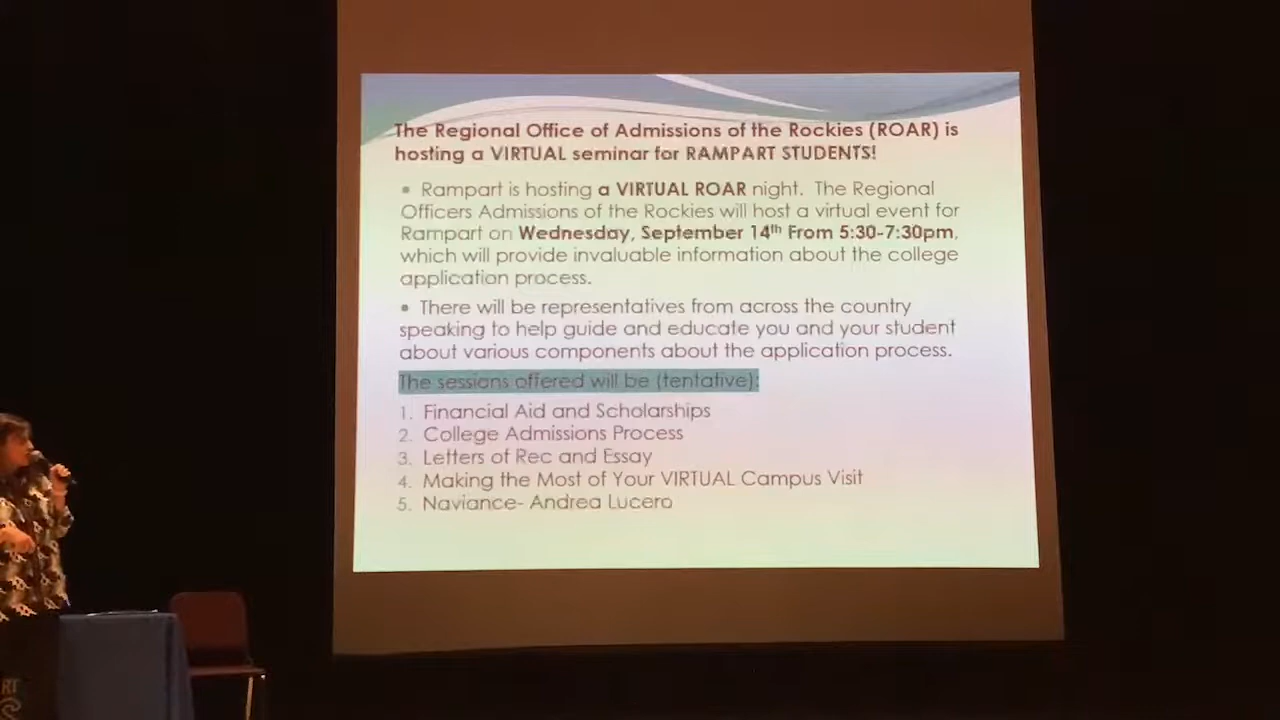 The Regional Office of Admissions of the Rockies (ROAR) is
hosting a VIRTUAL seminar for RAMPART STUDENTS!
• Rampart is hosting a VIRTUAL ROAR night. The Regional
Officers Admissions of the Rockies will host a virtual event for
Rampart on Wednesday, September 14th From 5:30-7:30pm,
which will provide invaluable information about the college
application process.
• There will be representatives from across the country
speaking to help guide and educate you and your student
about various components about the application process.
The sessions offered will be (tentative):
1. Financial Aid and Scholarships
2. College Admissions Process
3. Letters of Rec and Essay
4. Making the Most of Your VIRTUAL Campus Visit
5. Naviance- Andrea Lucero
RT